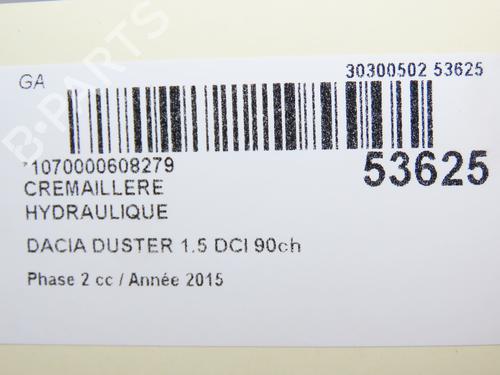 GA
30300502 53625
*1070000608279
53625
CREMAILLERE
HYDRAULIQUE
DACIA DUSTER 1.5 DCI 90ch
Phase 2 cc / Année 2015
B-PARTS